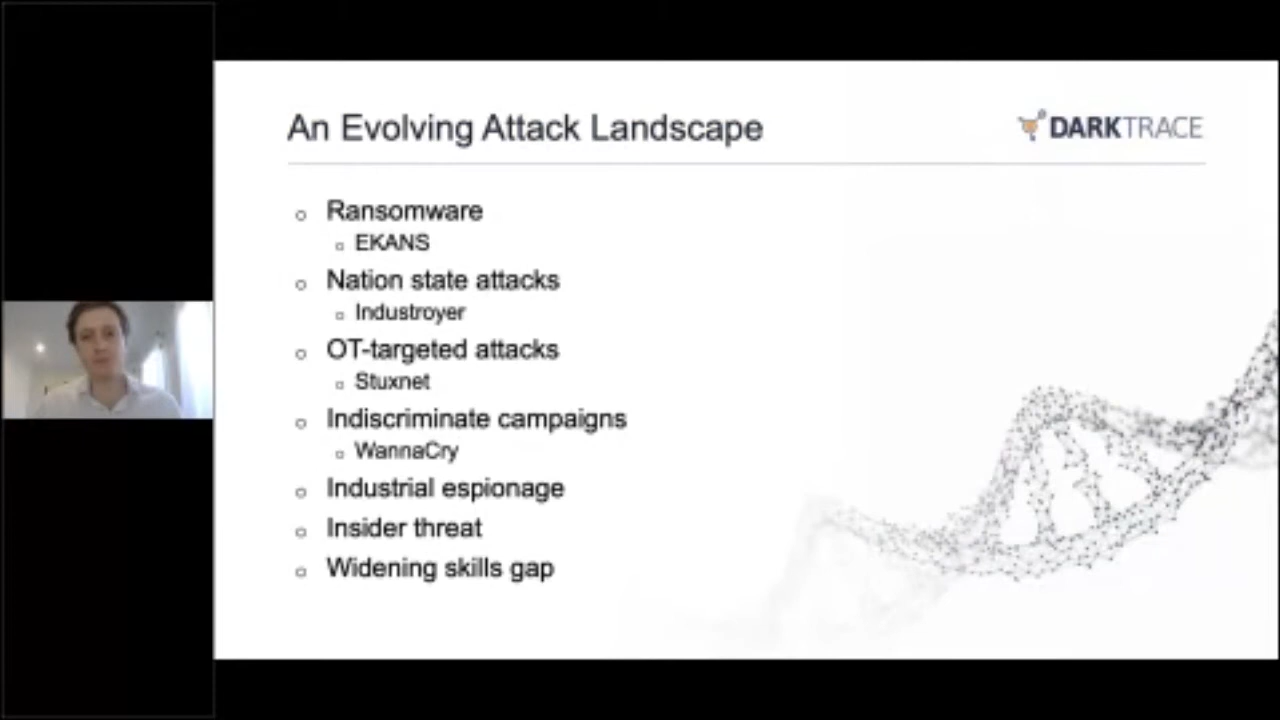 An Evolving Attack Landscape
DARKTRACE
Ransomware
EKANS
Nation state attacks
Industroyer
OT-targeted attacks
Stuxnet
Indiscriminate campaigns
WannaCry
Industrial espionage
Insider threat
Widening skills gap